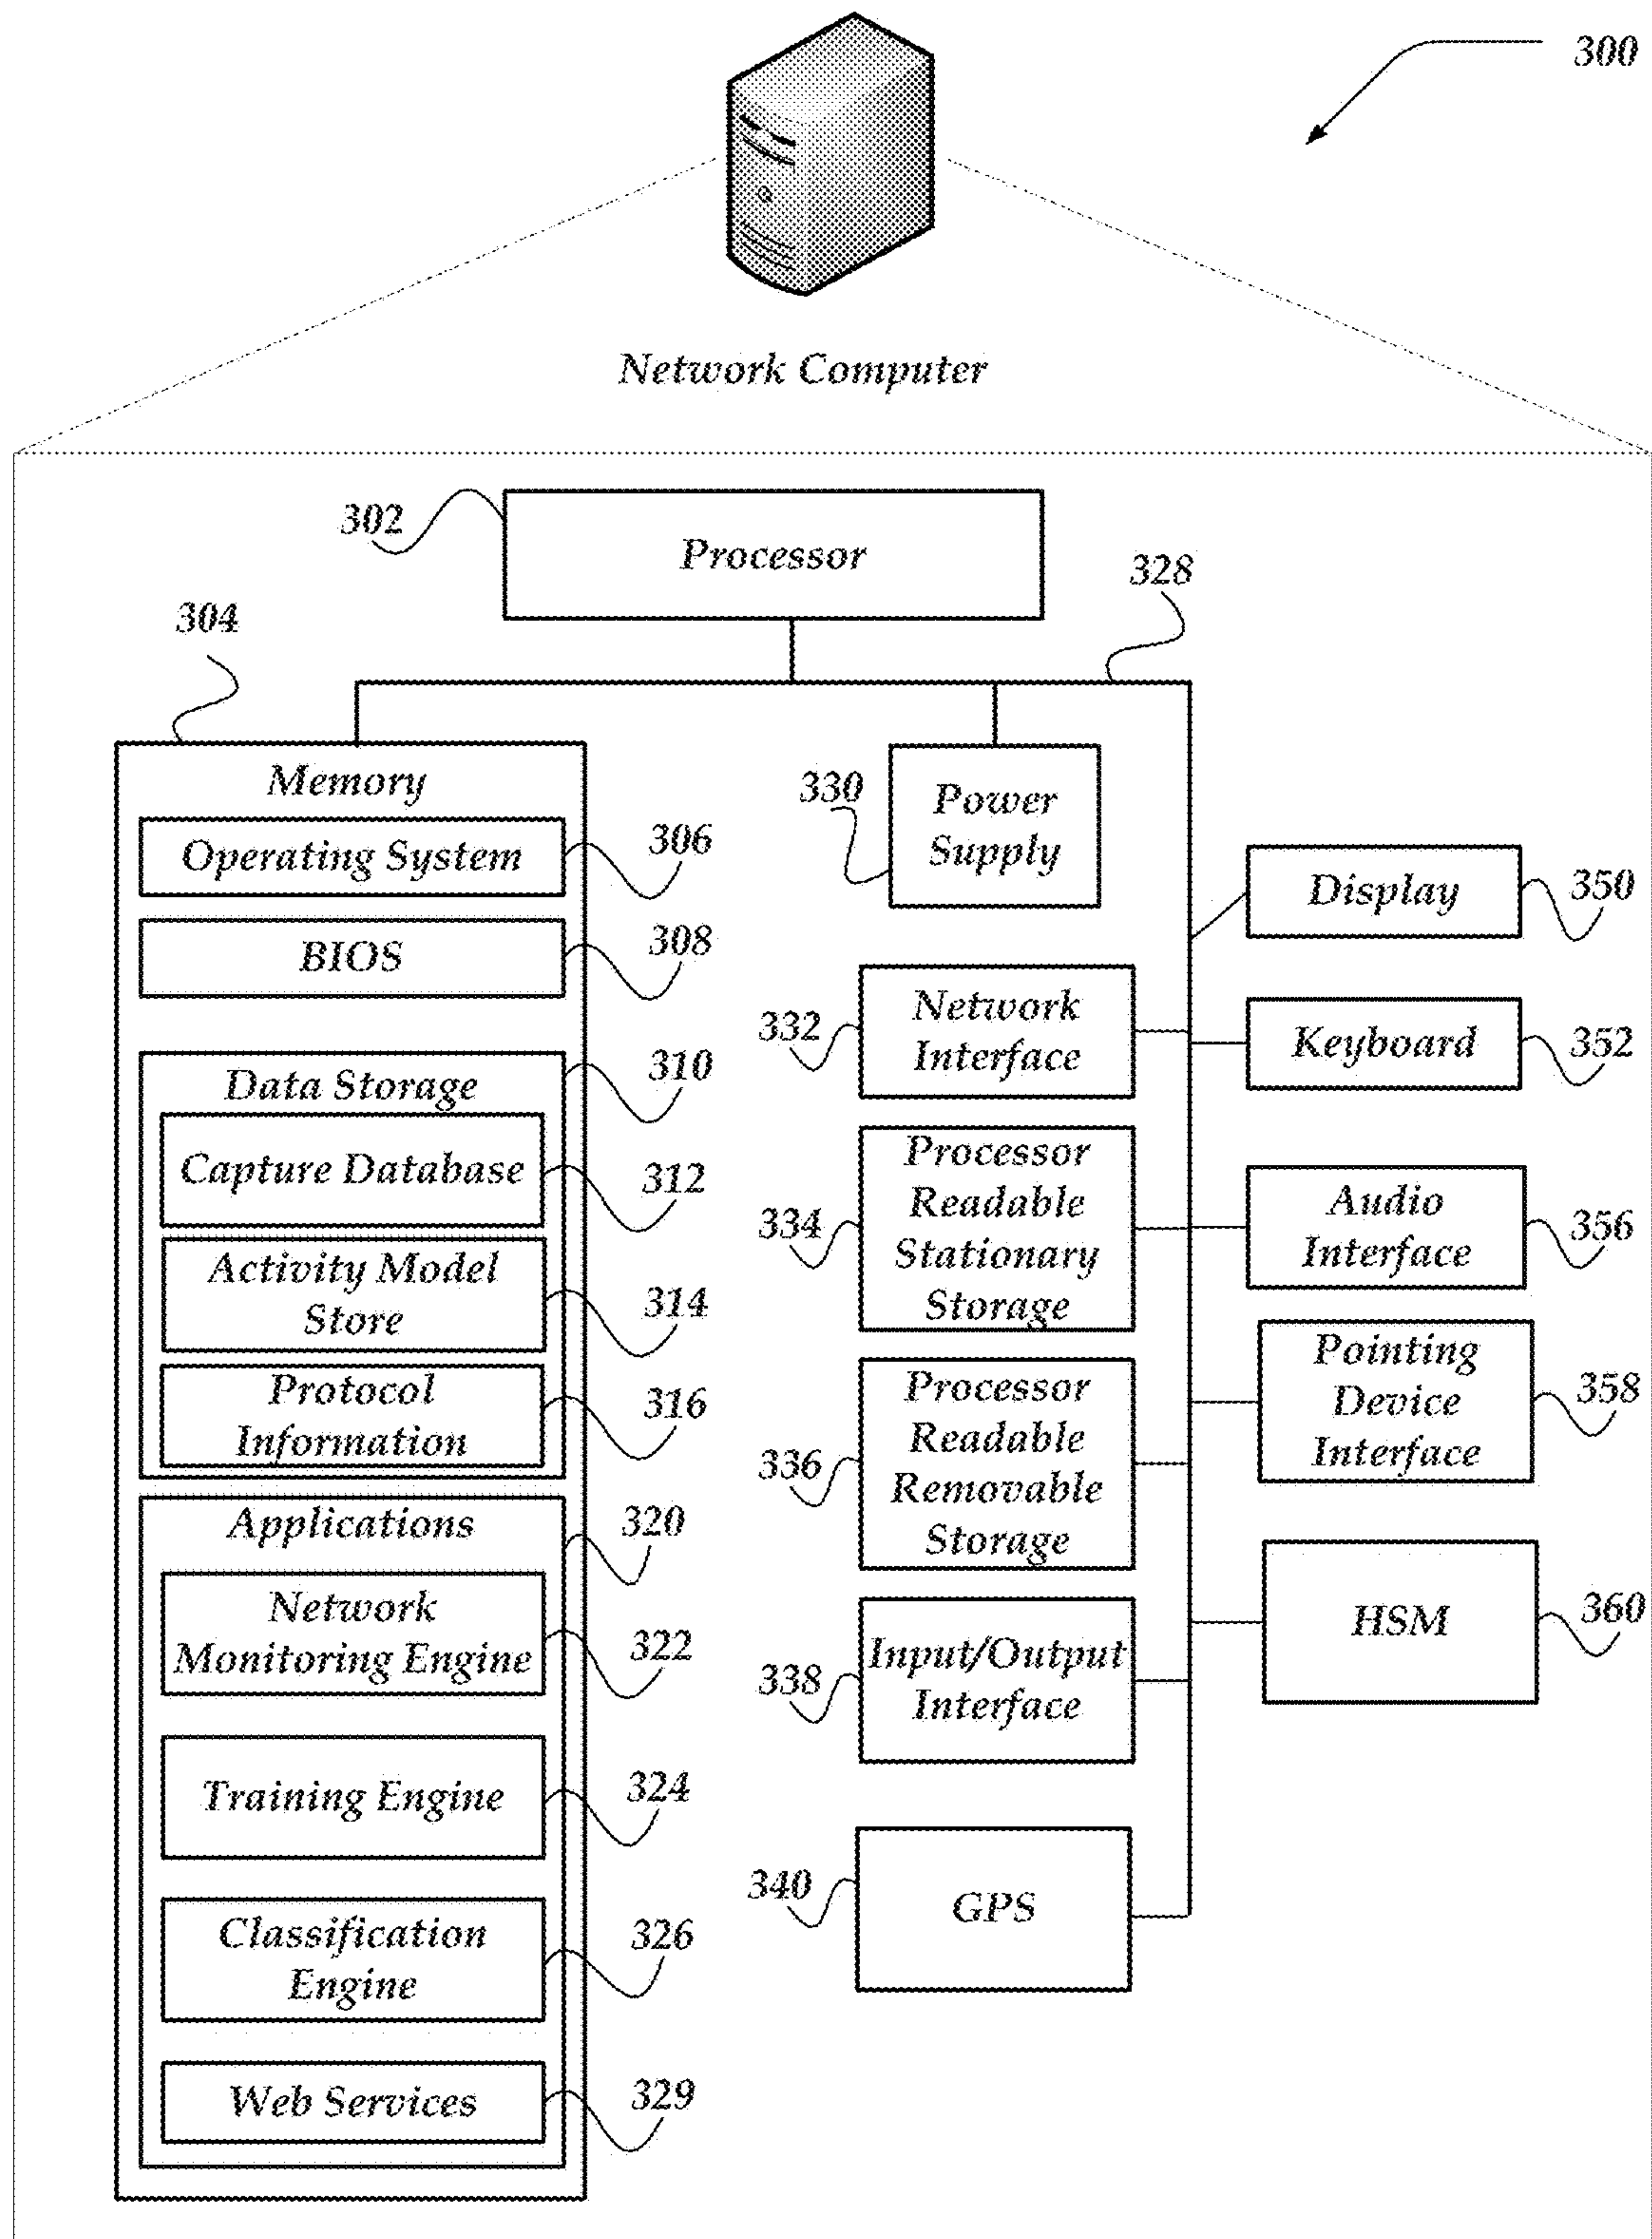 300
Network Computer
302
Processor
328
304
Memory
Operating System
306
BIOS
308
Data Storage
310
Capture Database
312
Activity Model
Store
314
Protocol
Information
316
Applications
320
Network
Monitoring Engine
322
Training Engine
324
Classification
Engine
326
Web Services
329
330
Power
Supply
332
Network
Interface
334
Processor
Readable
Stationary
Storage
336
Processor
Readable
Removable
Storage
338
Input/Output
Interface
340
GPS
Display
350
Keyboard
352
Audio
Interface
356
Pointing
Device
Interface
358
HSM
360